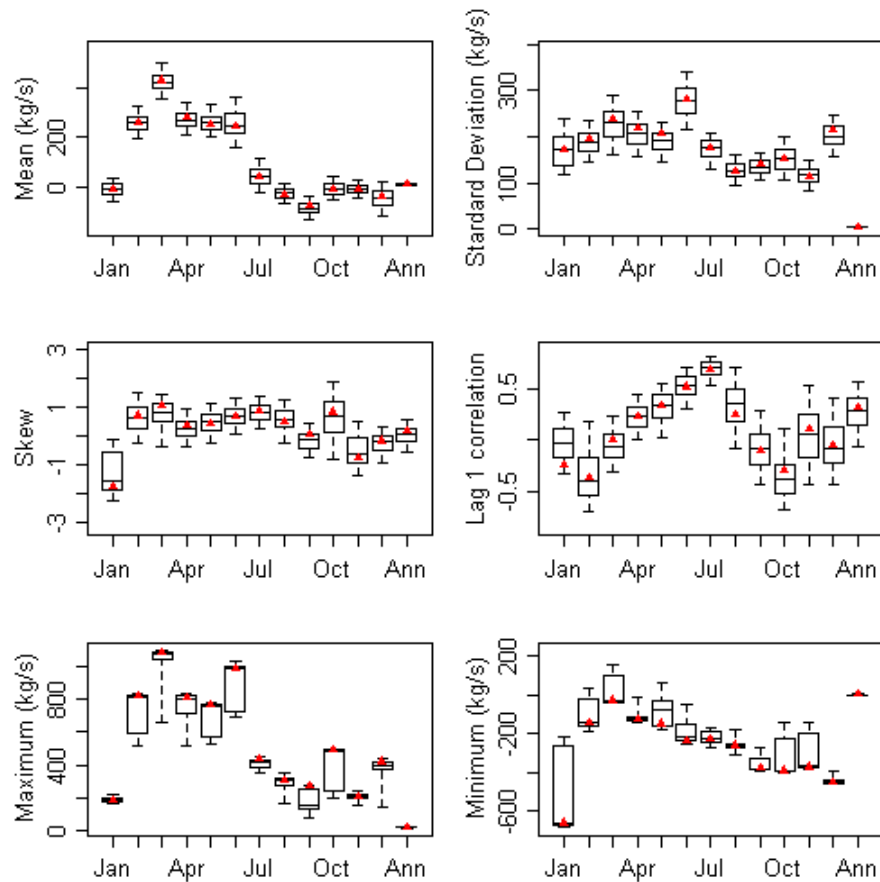 Mean (kg/s)
200
0
Jan Apr Jul Oct Ann
Standard Deviation (kg/s)
300
100
0
Jan Apr Jul Oct Ann
Skew
3
1
-1
-3
Jan Apr Jul Oct Ann
Lag 1 correlation
0.5
-0.5
Jan Apr Jul Oct Ann
Maximum (kg/s)
800
400
0
Jan Apr Jul Oct Ann
Minimum (kg/s)
200
-200
-600
Jan Apr Jul Oct Ann